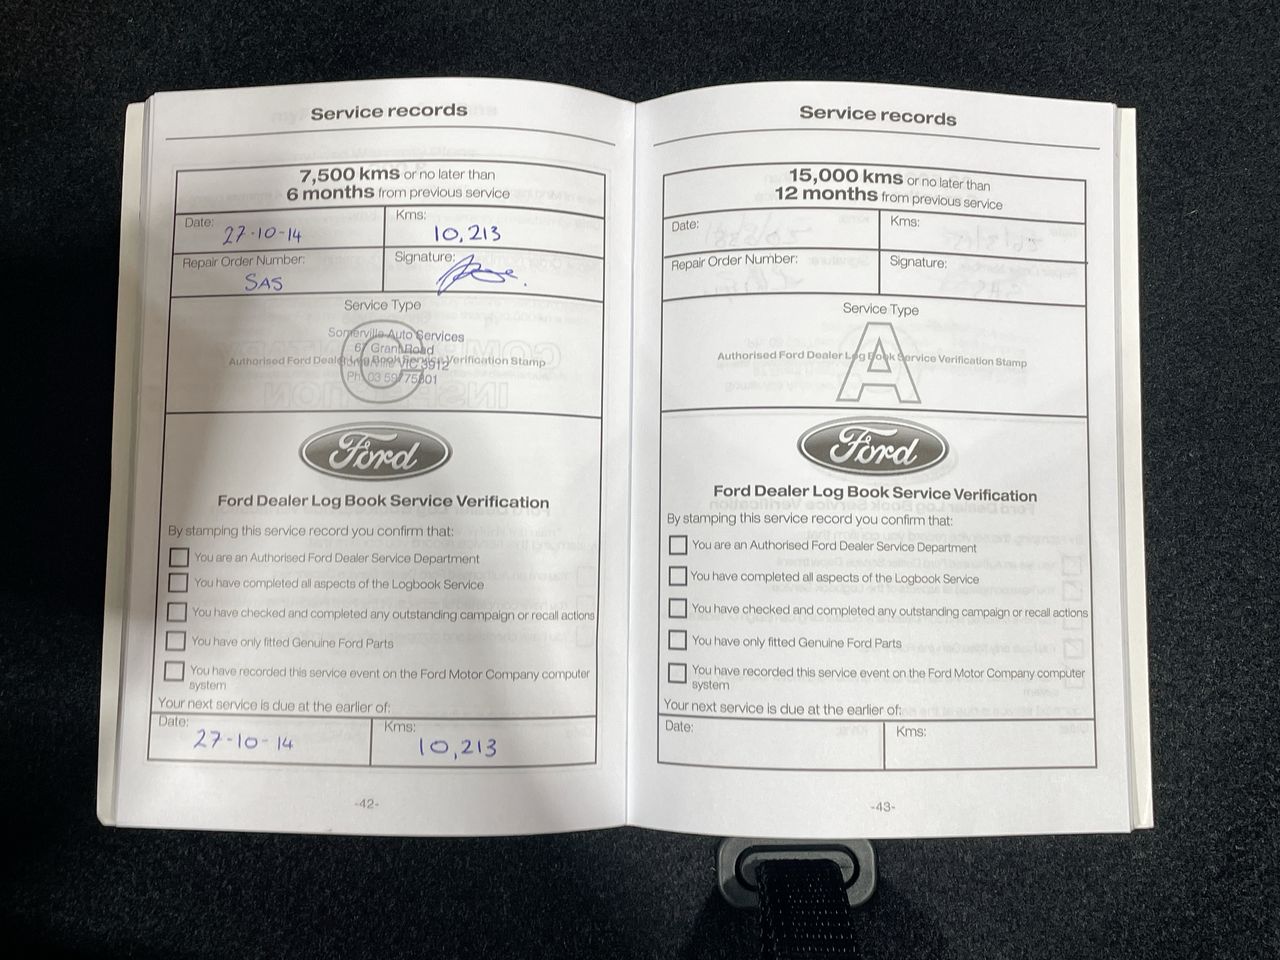 Service records
7,500 kms or no later than
6 months from previous service
Date: 27-10-14
Kms: 10,213
Repair Order Number: SAS
Signature:
Service Type
Somerville Auto Services
67 Grant Road
Authorised Ford Dealer Log Book Service Verification Stamp
VIC 3912
Ph: 03 59775801
C
Ford
Ford Dealer Log Book Service Verification
By stamping this service record you confirm that:
You are an Authorised Ford Dealer Service Department
You have completed all aspects of the Logbook Service
You have checked and completed any outstanding campaign or recall actions
You have only fitted Genuine Ford Parts
You have recorded this service event on the Ford Motor Company computer
system
Your next service is due at the earlier of:
Date: 27-10-14
Kms: 10,213
-42-
Service records
15,000 kms or no later than
12 months from previous service
Date:
Kms:
Repair Order Number:
Signature:
Service Type
Authorised Ford Dealer Log Book Service Verification Stamp
A
Ford
Ford Dealer Log Book Service Verification
By stamping this service record you confirm that:
You are an Authorised Ford Dealer Service Department
You have completed all aspects of the Logbook Service
You have checked and completed any outstanding campaign or recall actions
You have only fitted Genuine Ford Parts
You have recorded this service event on the Ford Motor Company computer
system
Your next service is due at the earlier of:
Date:
Kms:
-43-